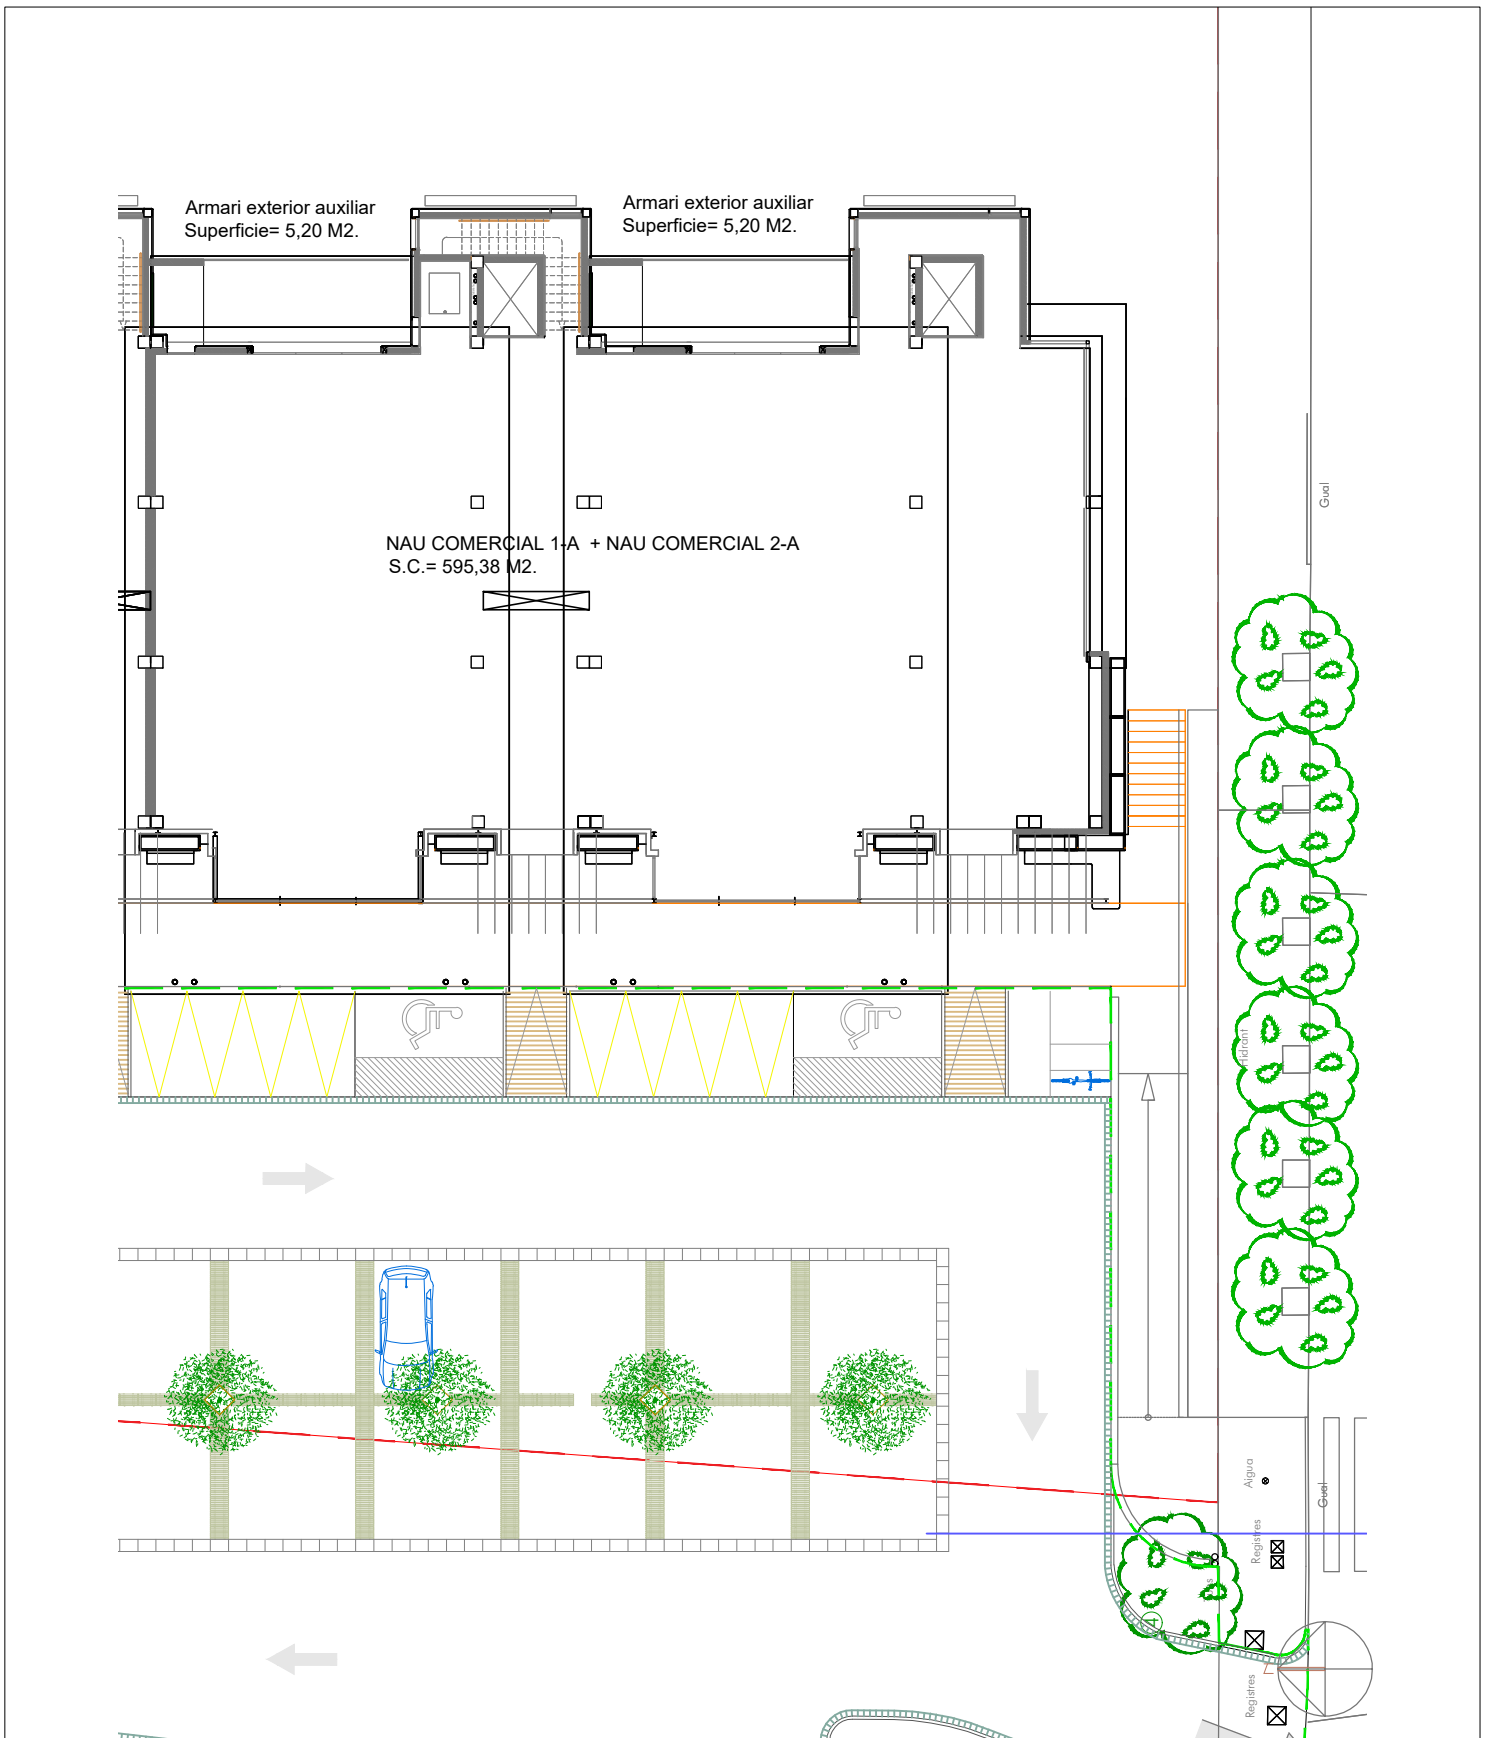 Armari exterior auxiliar
Superficie= 5,20 M2.
Armari exterior auxiliar
Superficie= 5,20 M2.
NAU COMERCIAL 1-A + NAU COMERCIAL 2-A
S.C.= 595,38 M2.
Gual
Hidrant
Aigua
Gual
Registres
Registres